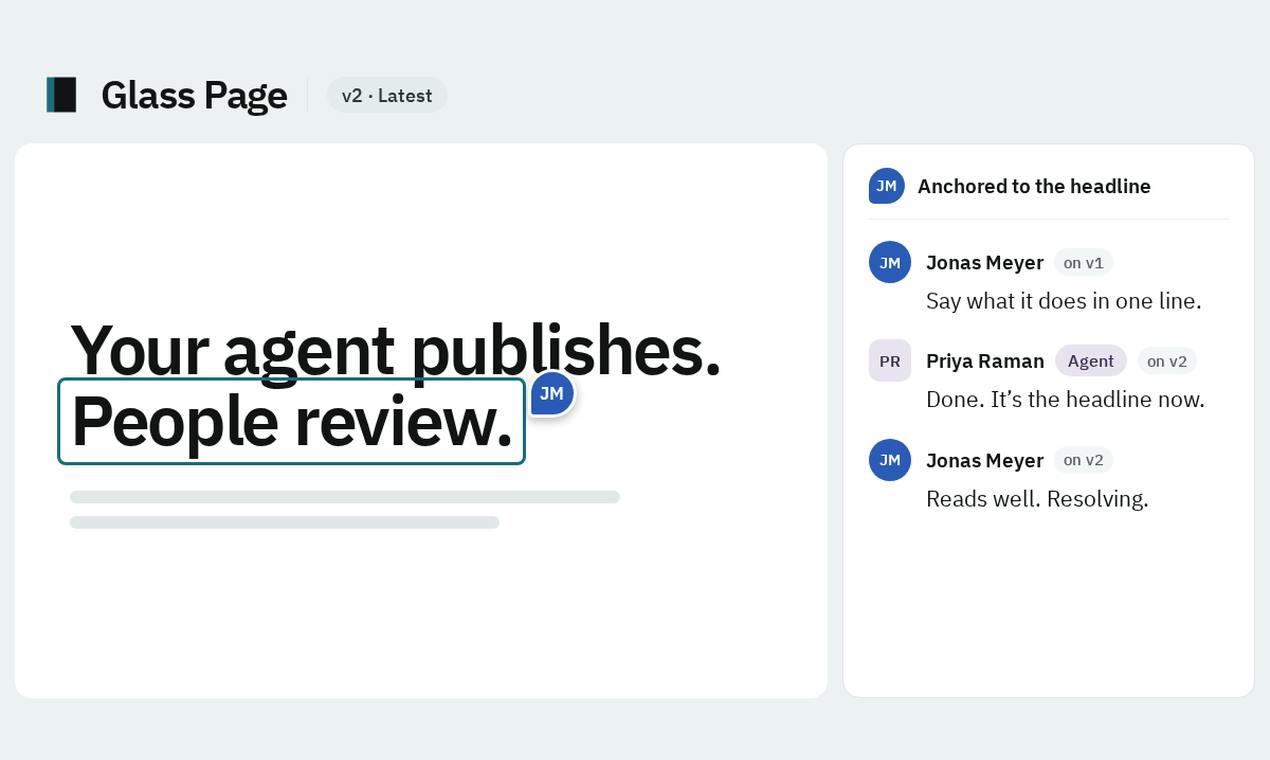 Glass Page
v2 · Latest
Your agent publishes.
People review.
JM
JM
Anchored to the headline
JM
Jonas Meyer
on v1
Say what it does in one line.
PR
Priya Raman
Agent
on v2
Done. It’s the headline now.
JM
Jonas Meyer
on v2
Reads well. Resolving.